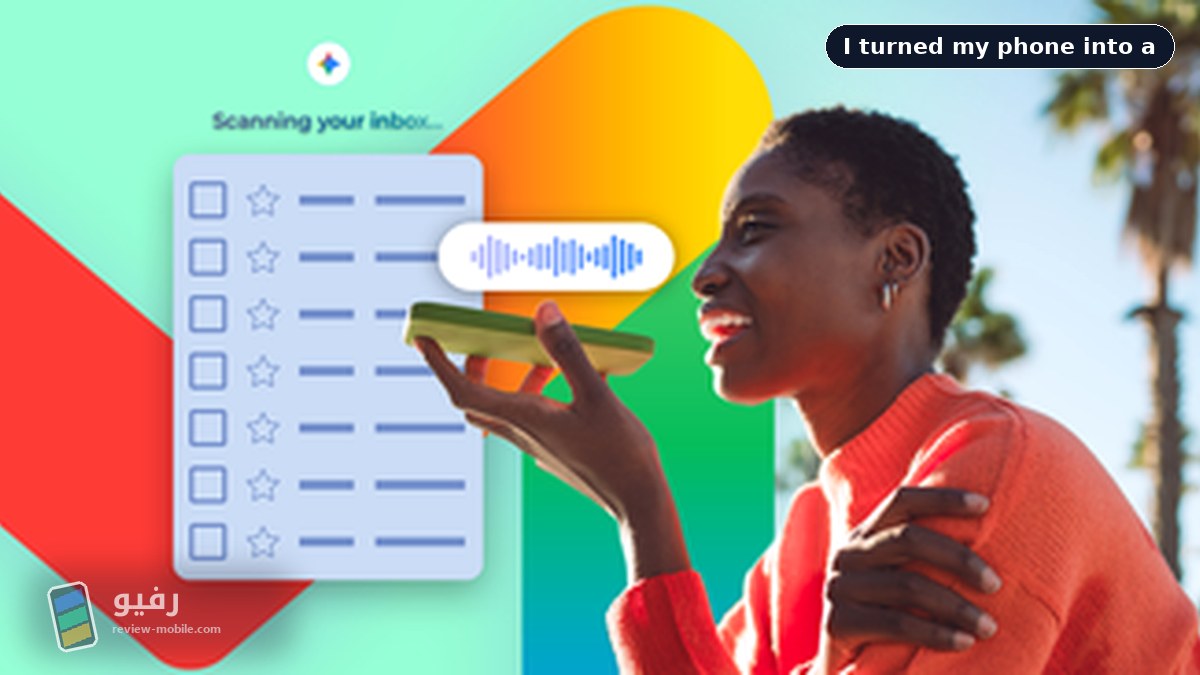 I turned my phone into a
Scanning your inbox...
رفيو
review-mobile.com